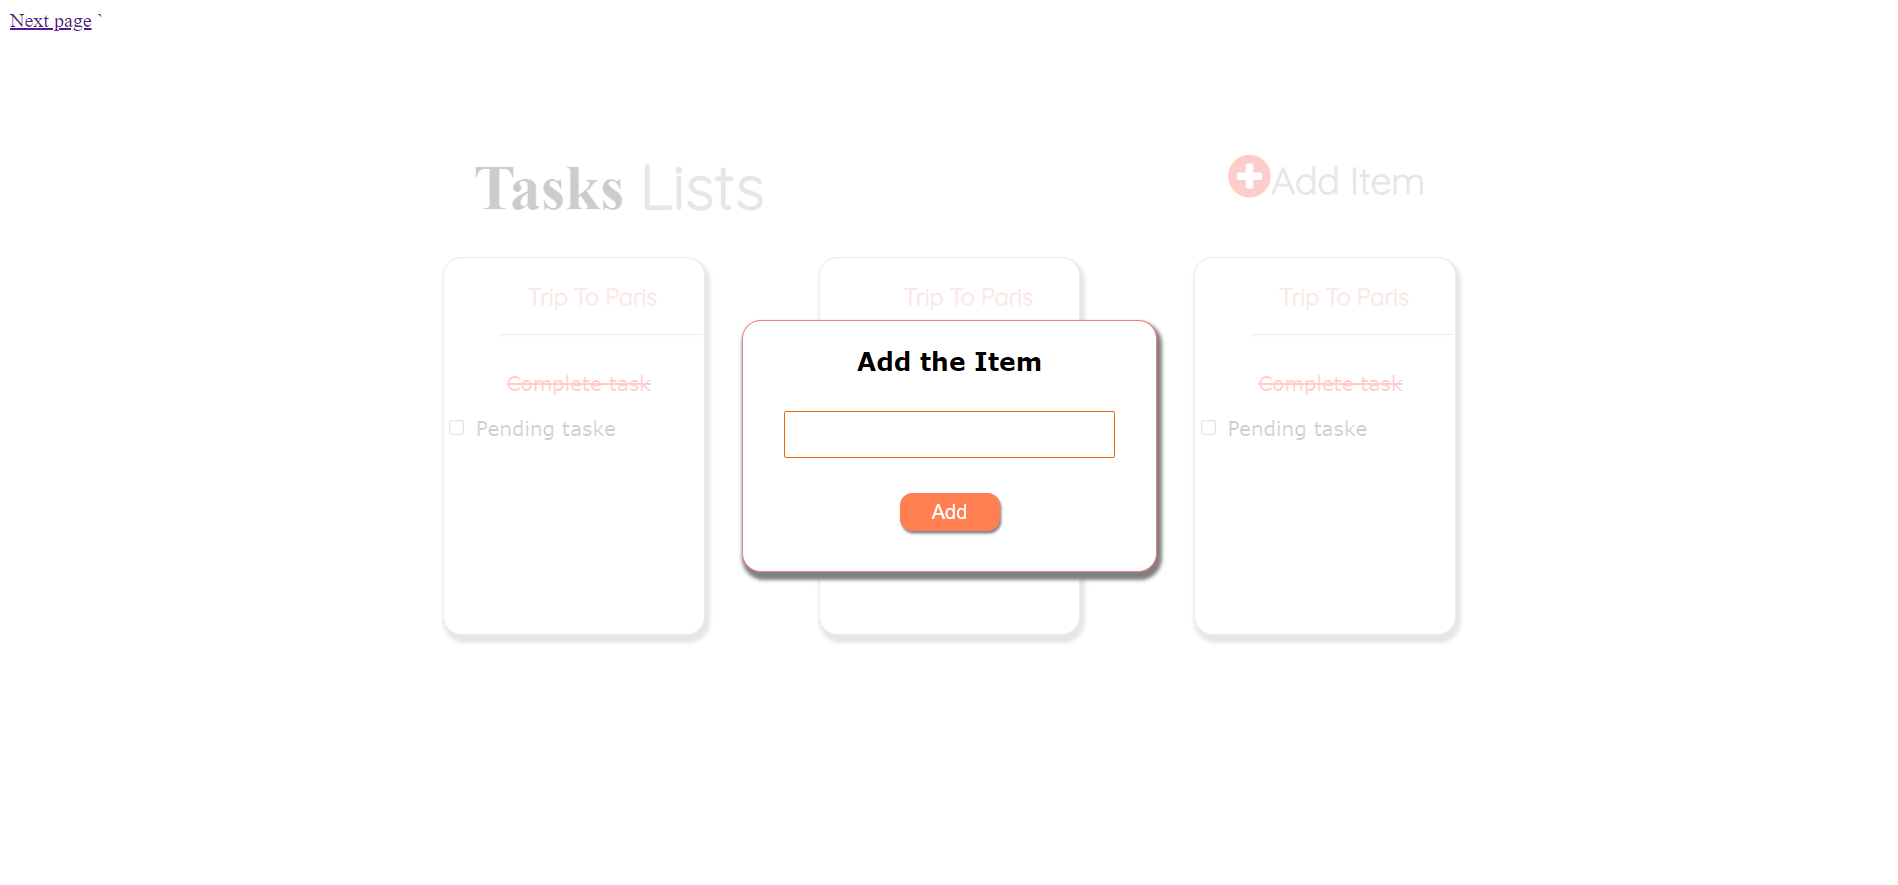 Next page `
Tasks Lists
Add Item
Trip To Paris
Trip To Paris
Trip To Paris
Add the Item
Complete task
Complete task
Pending taske
Pending taske
Add